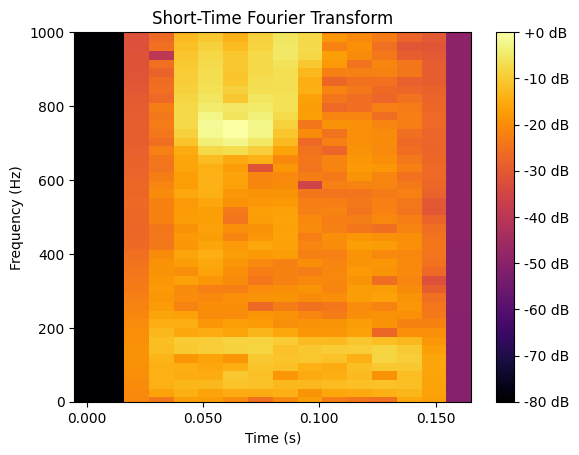 Short-Time Fourier Transform
1000
800
600
400
200
0
Frequency (Hz)
0.000
0.050
0.100
0.150
Time (s)
+0 dB
-10 dB
-20 dB
-30 dB
-40 dB
-50 dB
-60 dB
-70 dB
-80 dB